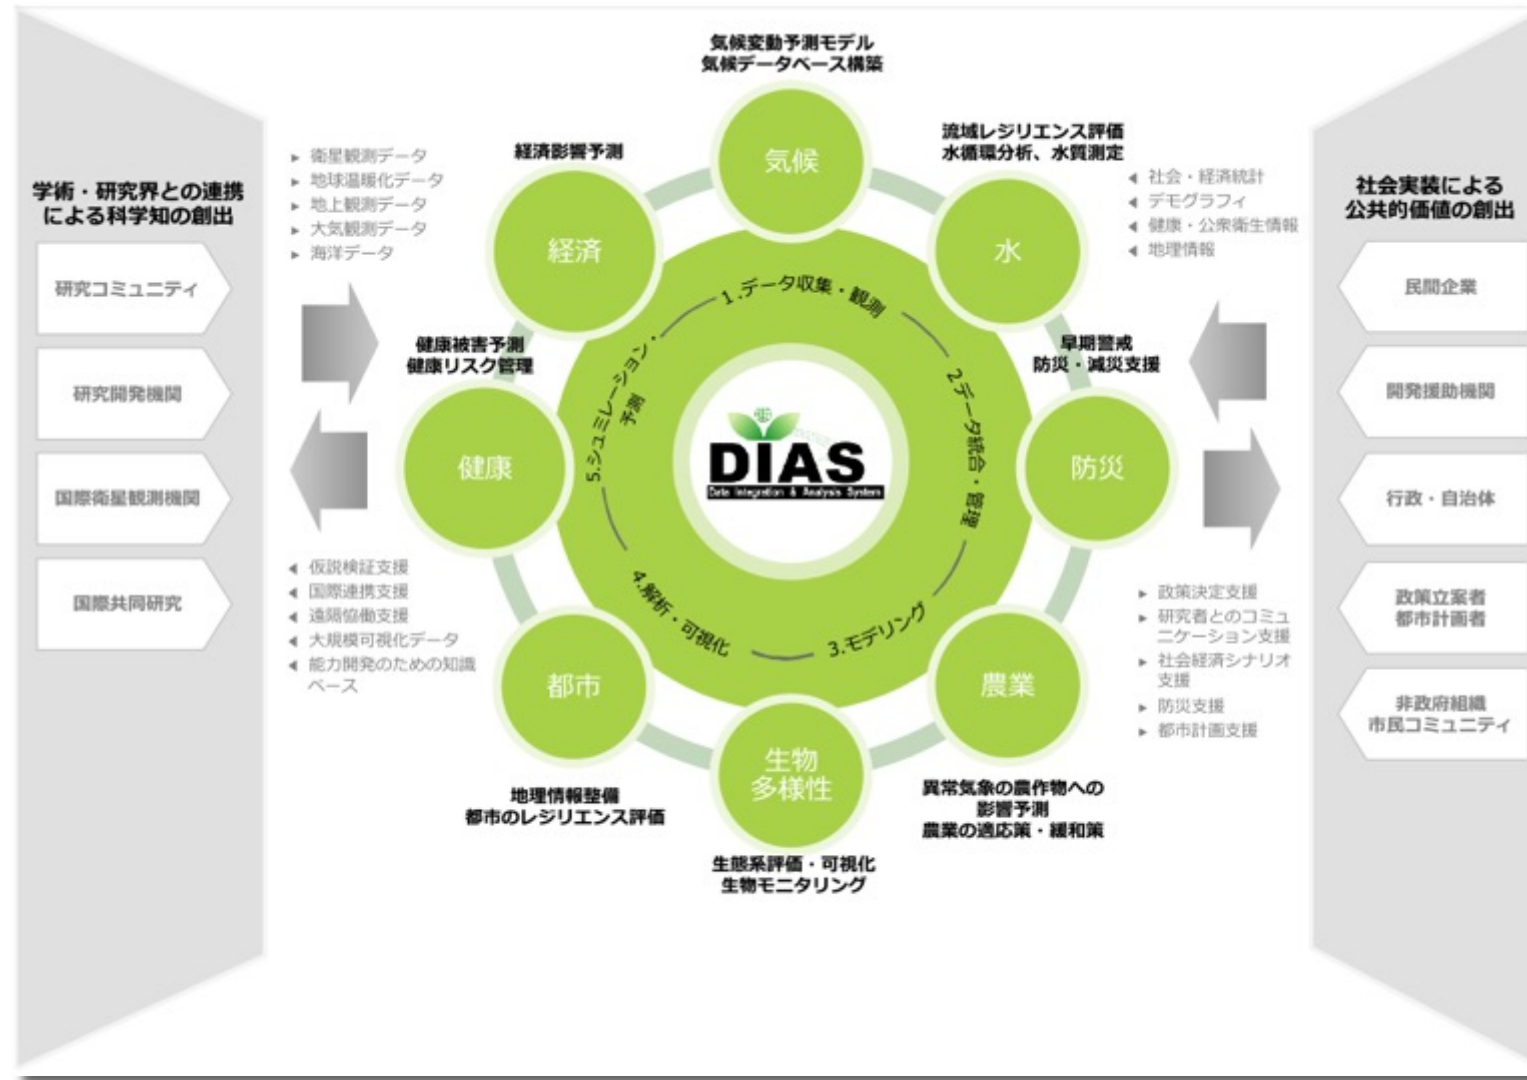 学術・研究界との連携
による科学知の創出
研究コミュニティ
研究開発機関
国際衛星観測機関
国際共同研究
▶ 衛星観測データ
▶ 地球温暖化データ
▶ 地上観測データ
▶ 大気観測データ
▶ 海洋データ
◀ 仮説検証支援
◀ 国際連携支援
◀ 遠隔協働支援
◀ 大規模可視化データ
◀ 能力開発のための知識
ベース
気候変動予測モデル
気候データベース構築
気候
流域レジリエンス評価
水循環分析、水質測定
水
早期警戒
防災・減災支援
防災
農業
異常気象の農作物への
影響予測
農業の適応策・緩和策
生物
多様性
生態系評価・可視化
生物モニタリング
都市
地理情報整備
都市のレジリエンス評価
健康被害予測
健康リスク管理
健康
経済影響予測
経済
1.データ収集・観測
2.データ統合・管理
3.モデリング
4.解析・可視化
5.シュミレーション・
予測
DIAS
Data Integration & Analysis System
◀ 社会・経済統計
◀ デモグラフィ
◀ 健康・公衆衛生情報
◀ 地理情報
▶ 政策決定支援
▶ 研究者とのコミュ
ニケーション支援
▶ 社会経済シナリオ
支援
▶ 防災支援
▶ 都市計画支援
社会実装による
公共的価値の創出
民間企業
開発援助機関
行政・自治体
政策立案者
都市計画者
非政府組織
市民コミュニティ